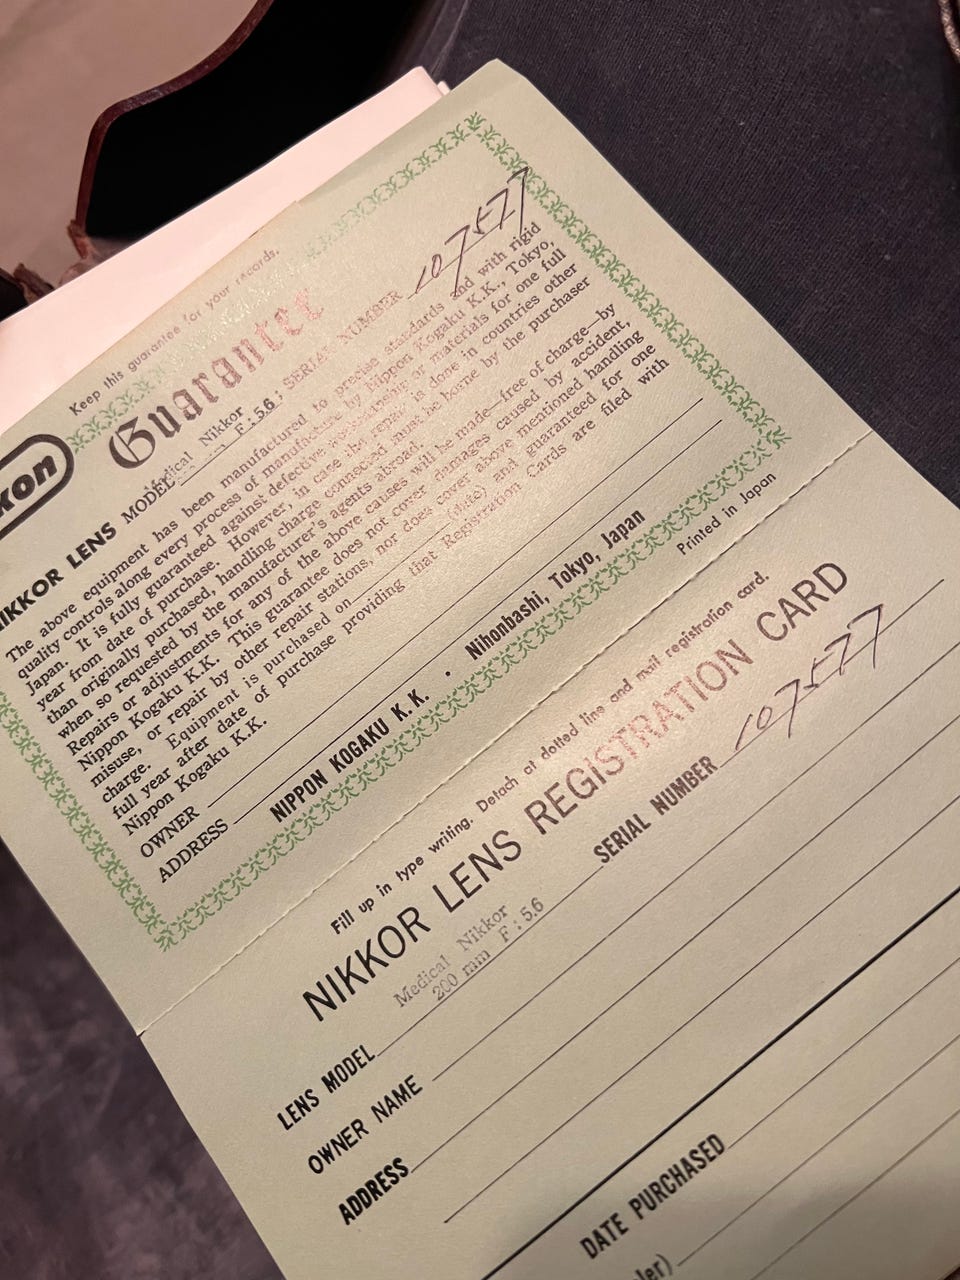 Keep this guarantee for your records.
kon
Guarantee
Medical Nikkor
NIKKOR LENS MODEL mm F:5.6 ; SERIAL NUMBER 107577
The above equipment has been manufactured to precise standards and with rigid
quality controls along every process of manufacture by Nippon Kogaku K.K., Tokyo,
Japan. It is fully guaranteed against defective workmanship or materials for one full
year from date of purchase. However, in case the repair is done in countries other
than originally purchased, handling charge connected must be borne by the purchaser
when so requested by the manufacturer's agents abroad.
Repairs or adjustments for any of the above causes will be made—free of charge—by
Nippon Kogaku K.K. This guarantee does not cover damages caused by accident,
misuse, or repair by other repair stations, nor does cover above mentioned handling
charge. Equipment is purchased on (date) and guaranteed for one
full year after date of purchase providing that Registration Cards are filed with
Nippon Kogaku K.K.
OWNER
ADDRESS
NIPPON KOGAKU K.K. · Nihonbashi, Tokyo, Japan
Printed in Japan
Fill up in type writing. Detach at dotted line and mail registration card.
NIKKOR LENS REGISTRATION CARD
Medical Nikkor
200 mm F:5.6
LENS MODEL SERIAL NUMBER 107577
OWNER NAME
ADDRESS
DATE PURCHASED
ler)